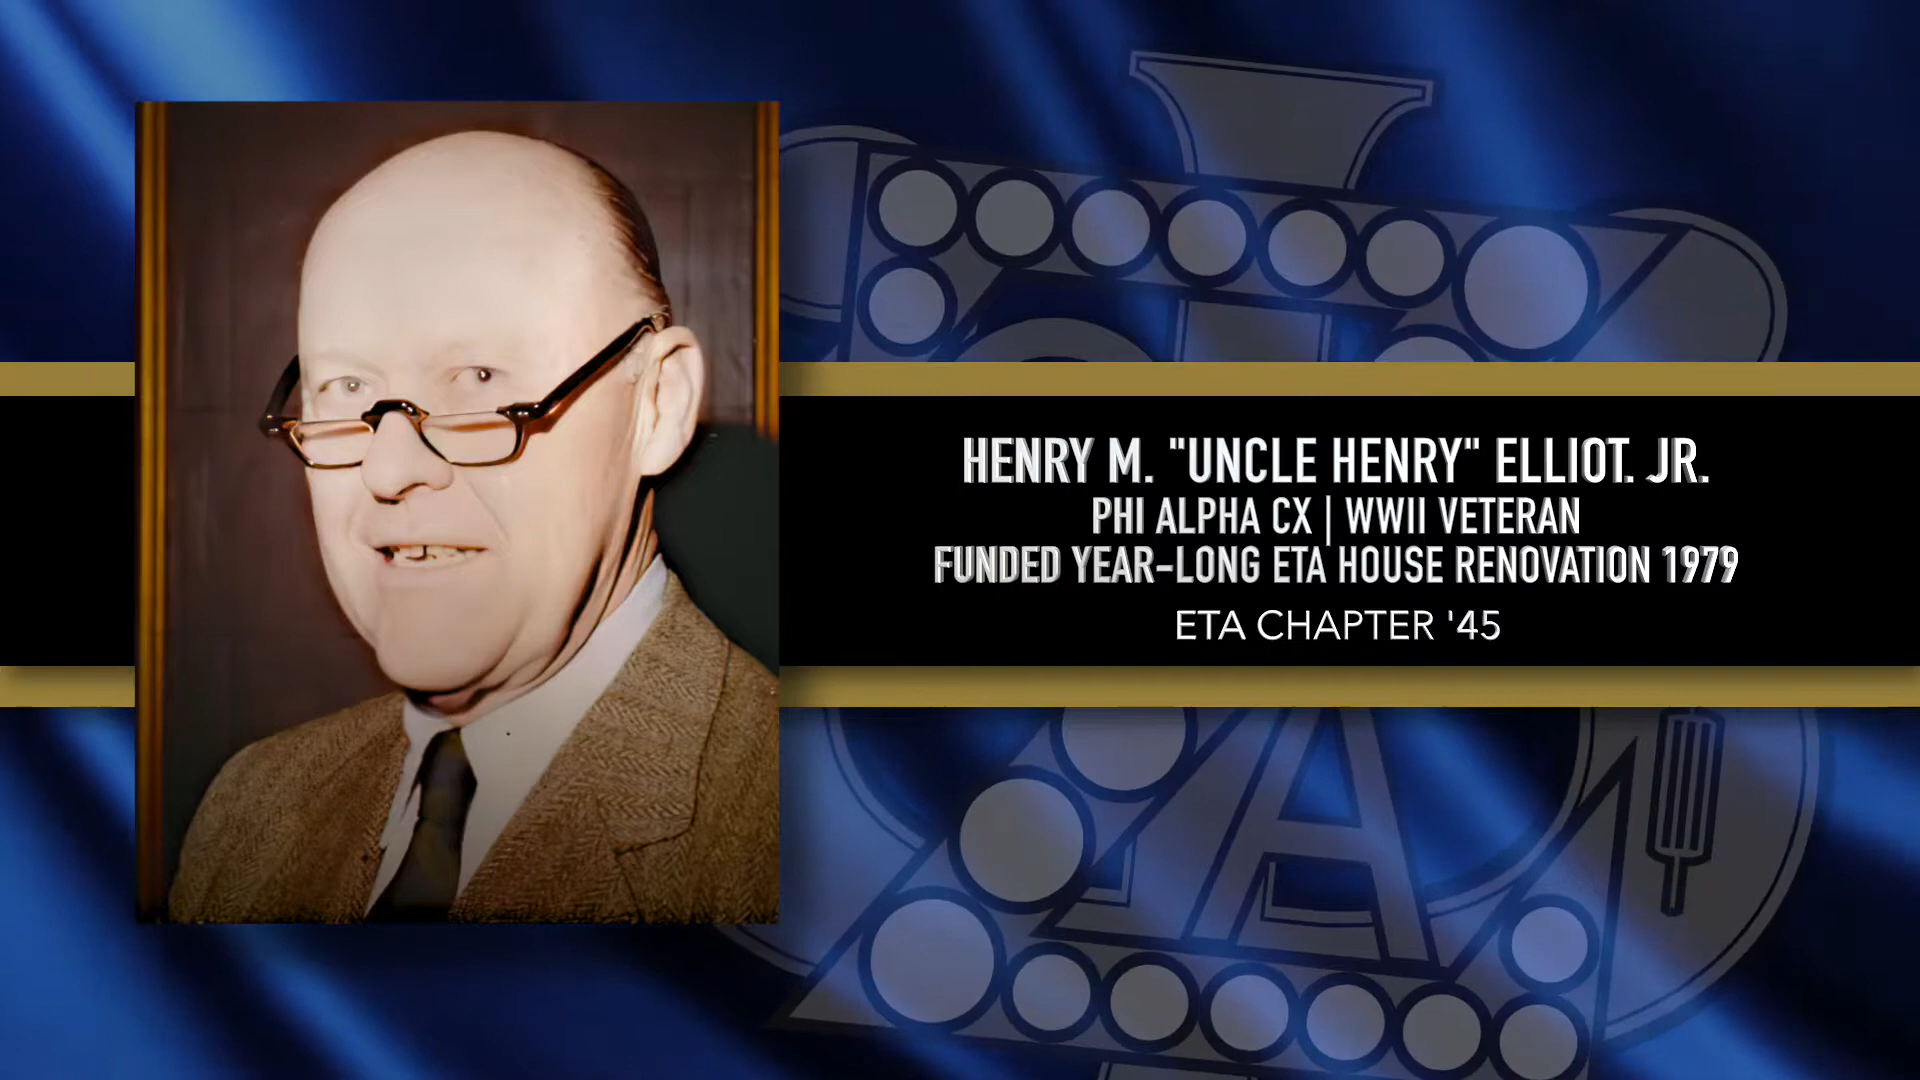 HENRY M. "UNCLE HENRY" ELLIOT. JR.
PHI ALPHA CX | WWII VETERAN
FUNDED YEAR-LONG ETA HOUSE RENOVATION 1979
ETA CHAPTER '45